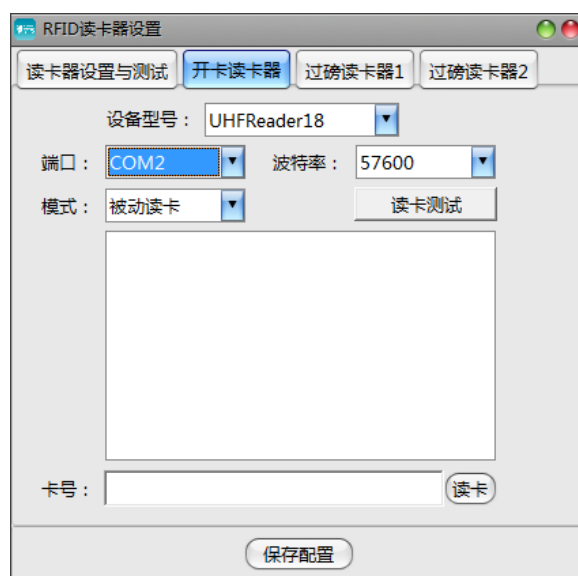 RFID读卡器设置
读卡器设置与测试 开卡读卡器 过磅读卡器1 过磅读卡器2
设备型号： UHFReader18
端口： COM2 波特率： 57600
模式： 被动读卡 读卡测试
卡号： 读卡
保存配置